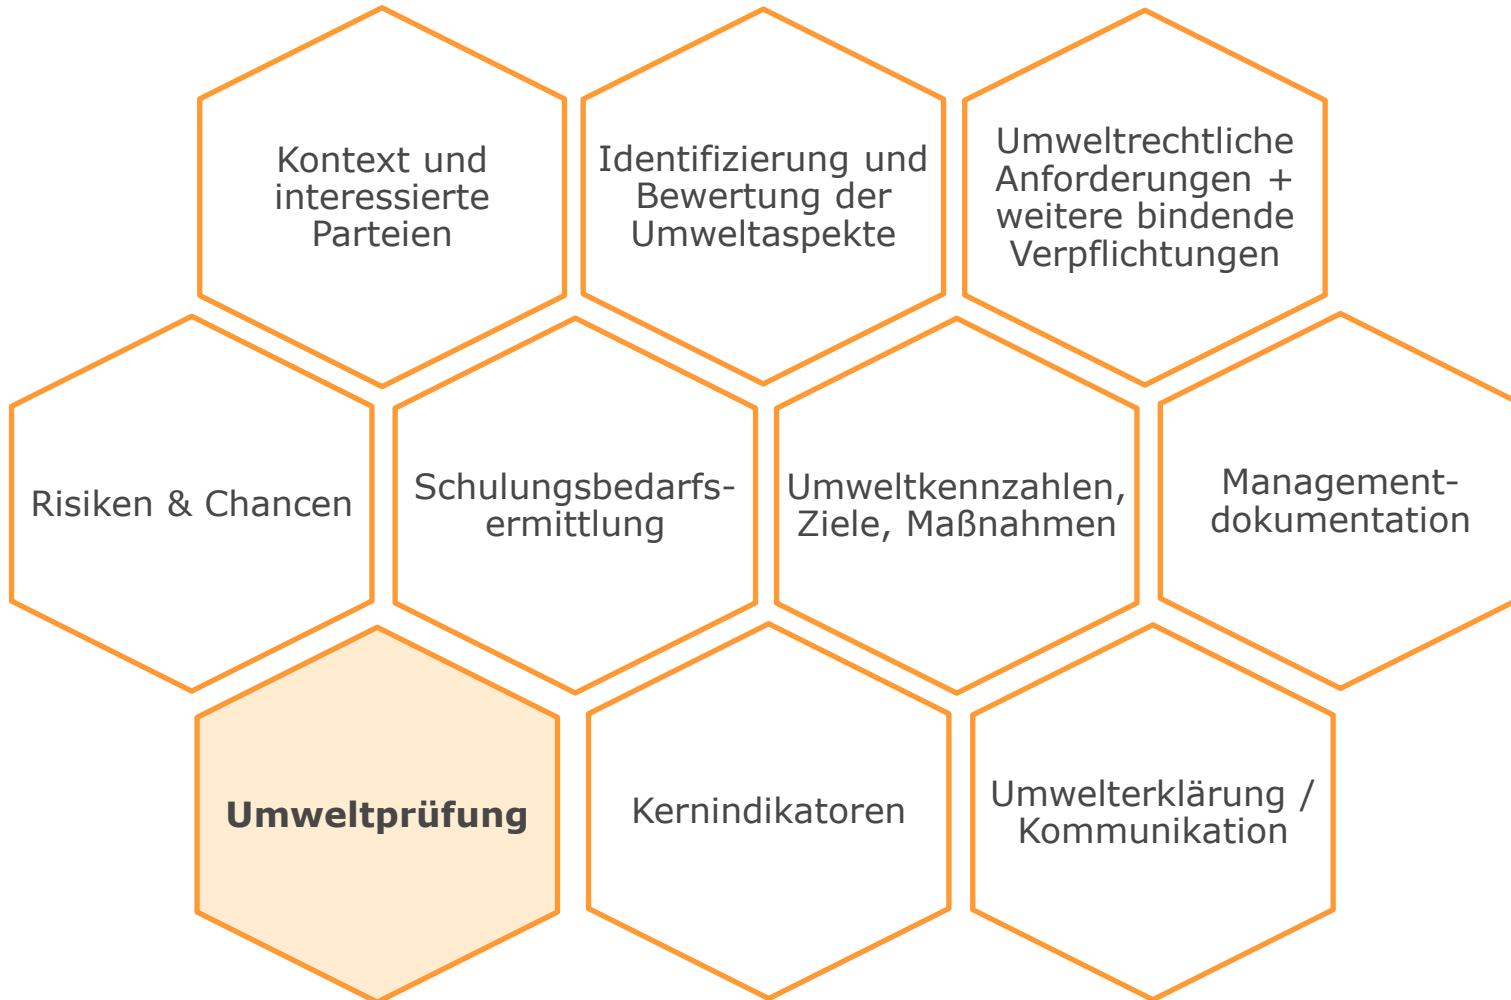 Kontext und
interessierte
Parteien
Identifizierung und
Bewertung der
Umweltaspekte
Umweltrechtliche
Anforderungen +
weitere bindende
Verpflichtungen
Risiken & Chancen
Schulungsbedarfs-
ermittlung
Umweltkennzahlen,
Ziele, Maßnahmen
Management-
dokumentation
Umweltprüfung
Kernindikatoren
Umwelterklärung /
Kommunikation